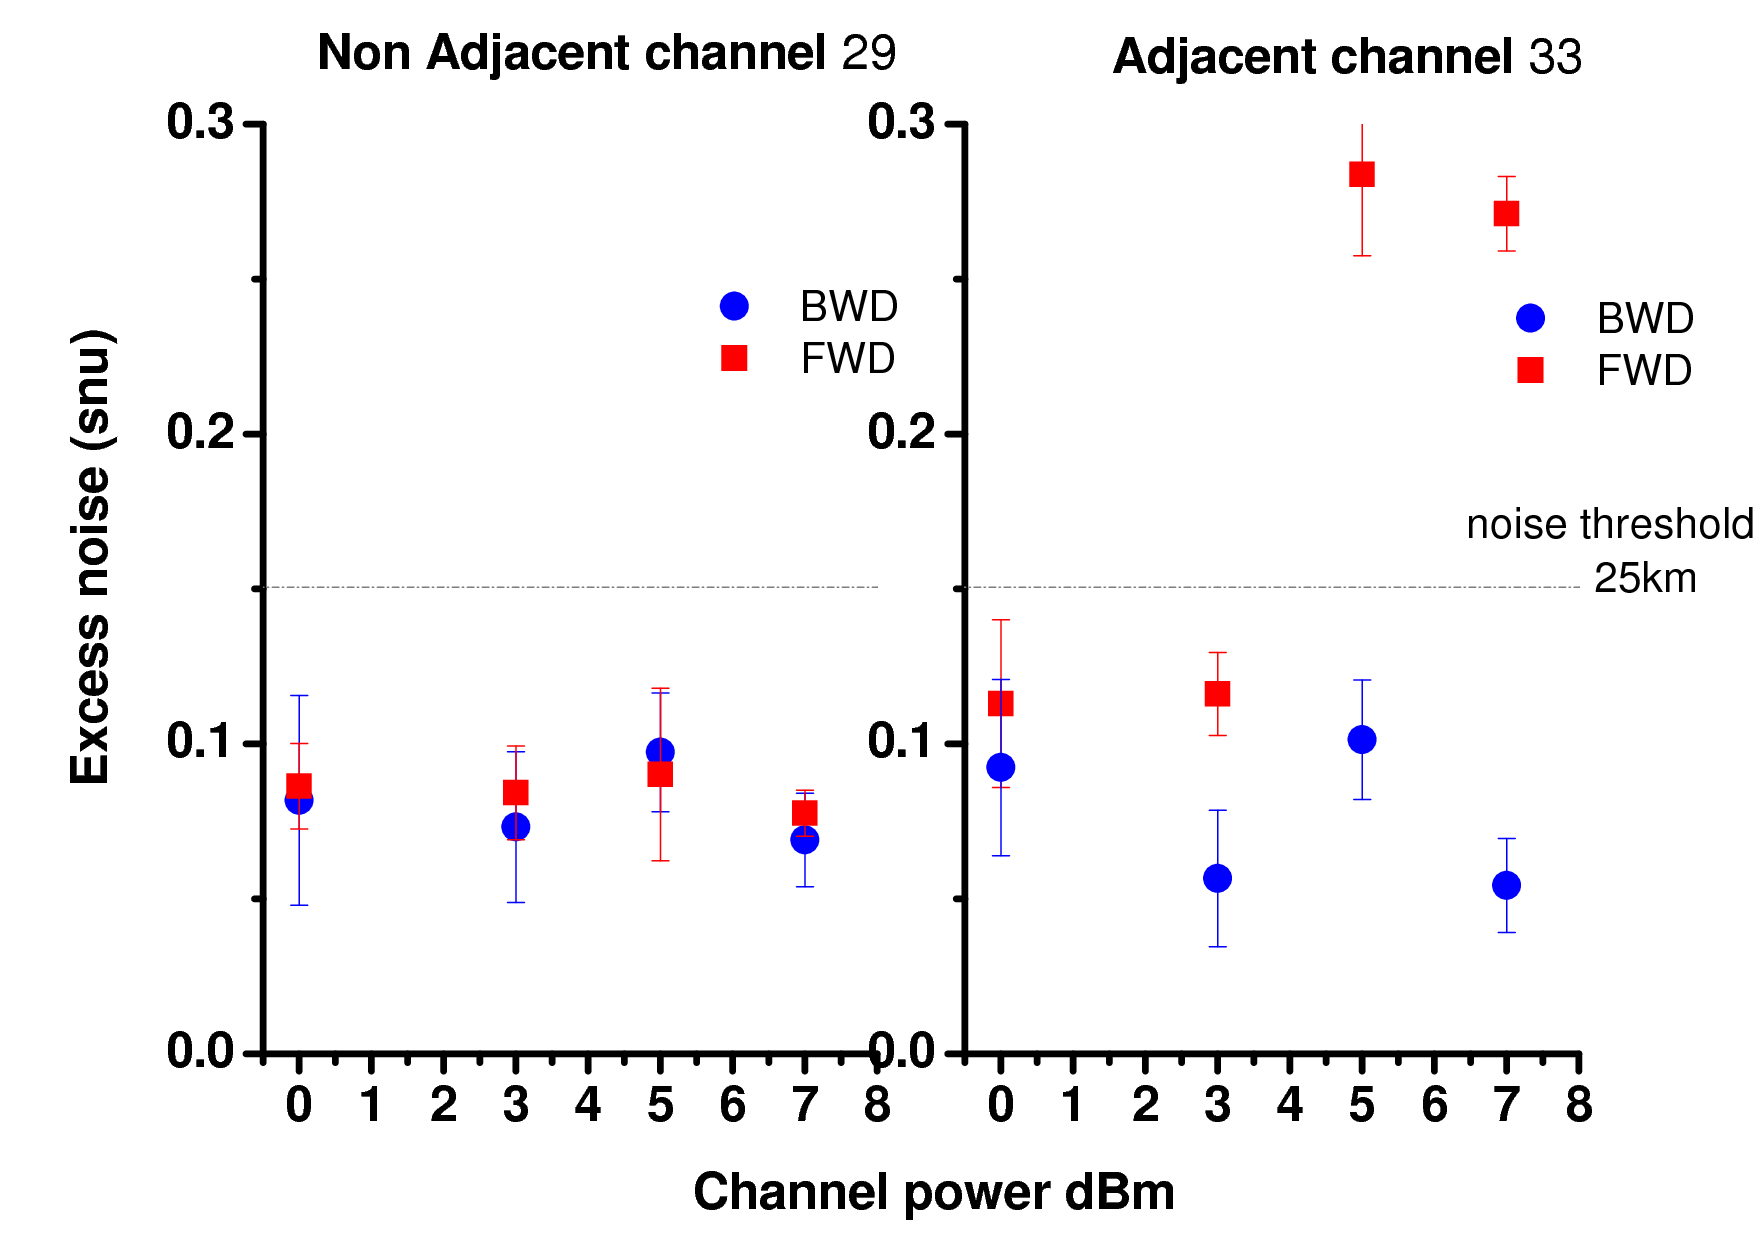 Non Adjacent channel 29
Adjacent channel 33
0.3
0.2
0.1
0.0
Excess noise (snu)
BWD
FWD
0 1 2 3 4 5 6 7 8
0.3
0.2
0.1
0.0
BWD
FWD
noise threshold
25km
0 1 2 3 4 5 6 7 8
Channel power dBm